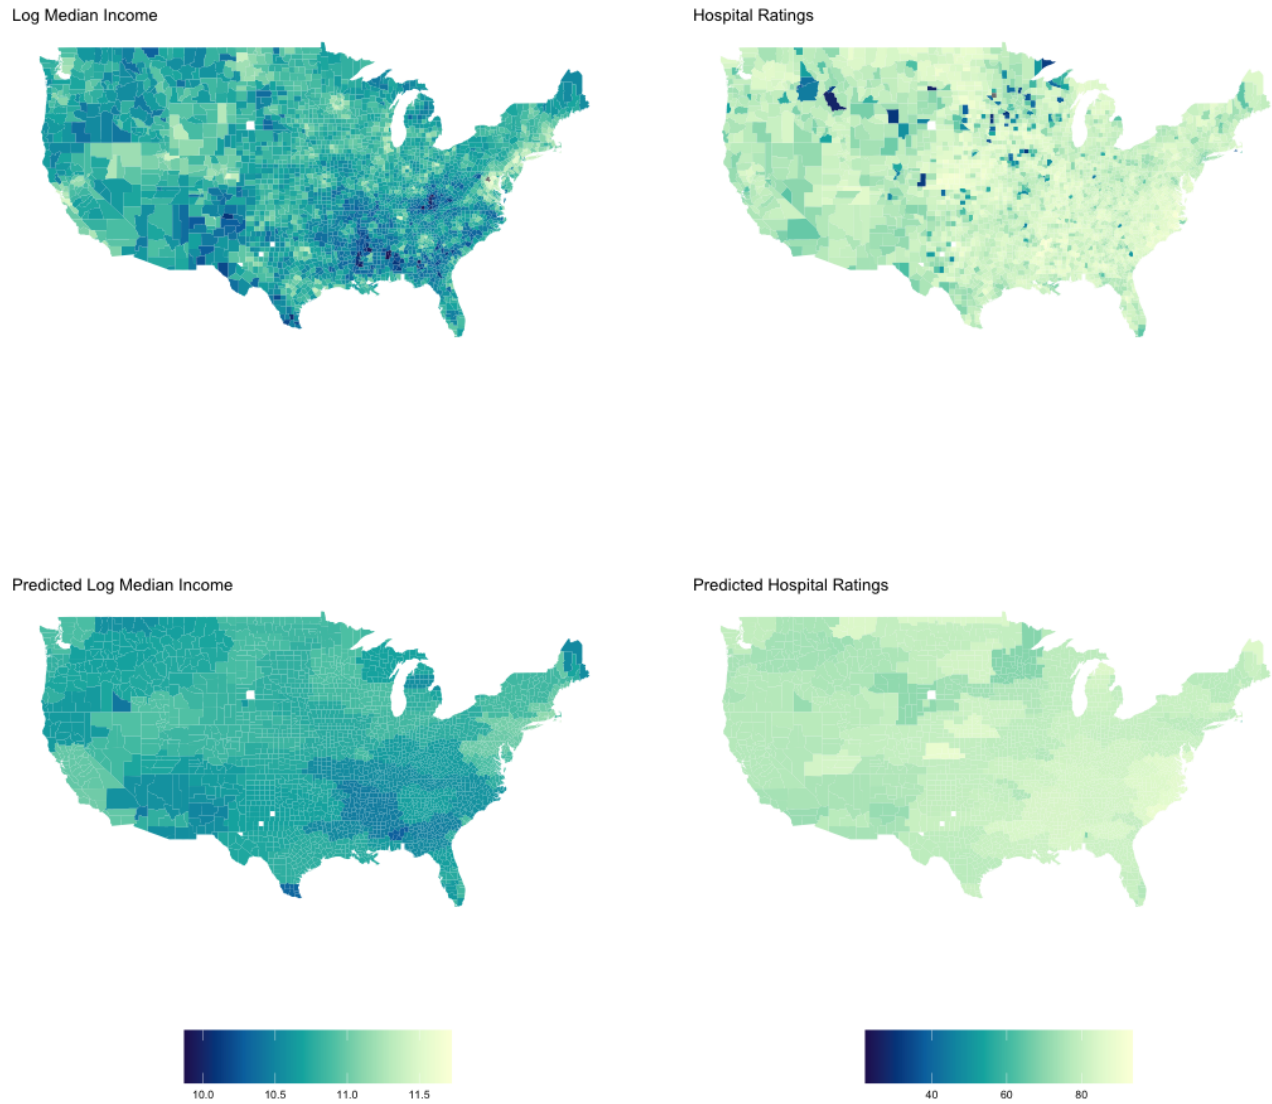 Log Median Income
Hospital Ratings
Predicted Log Median Income
Predicted Hospital Ratings
10.0 10.5 11.0 11.5
40 60 80